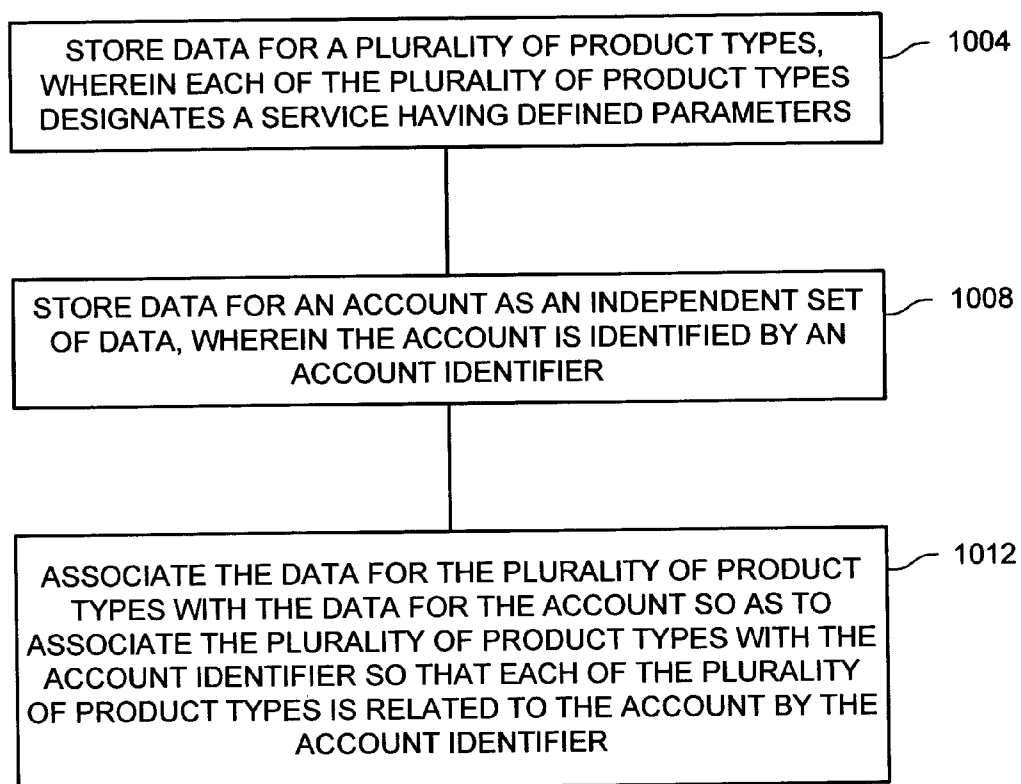 STORE DATA FOR A PLURALITY OF PRODUCT TYPES,
WHEREIN EACH OF THE PLURALITY OF PRODUCT TYPES
DESIGNATES A SERVICE HAVING DEFINED PARAMETERS
1004
STORE DATA FOR AN ACCOUNT AS AN INDEPENDENT SET
OF DATA, WHEREIN THE ACCOUNT IS IDENTIFIED BY AN
ACCOUNT IDENTIFIER
1008
ASSOCIATE THE DATA FOR THE PLURALITY OF PRODUCT
TYPES WITH THE DATA FOR THE ACCOUNT SO AS TO
ASSOCIATE THE PLURALITY OF PRODUCT TYPES WITH THE
ACCOUNT IDENTIFIER SO THAT EACH OF THE PLURALITY
OF PRODUCT TYPES IS RELATED TO THE ACCOUNT BY THE
ACCOUNT IDENTIFIER
1012